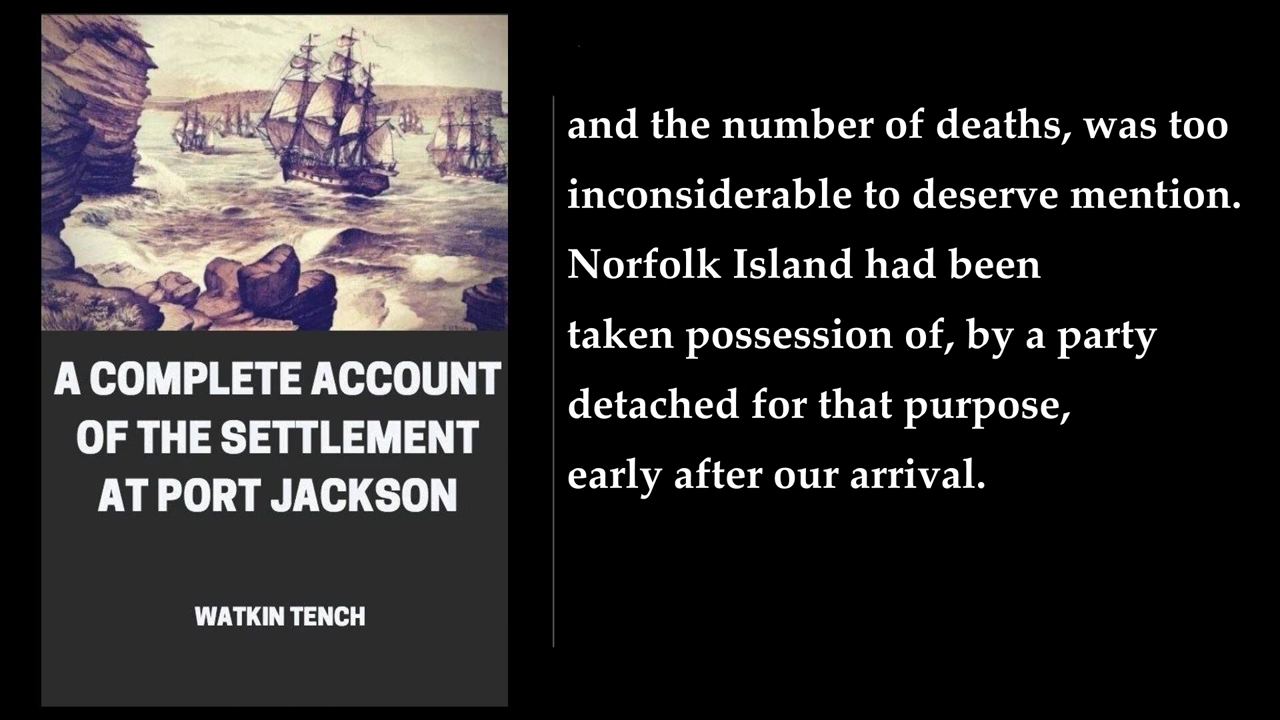 A COMPLETE ACCOUNT
OF THE SETTLEMENT
AT PORT JACKSON
WATKIN TENCH
and the number of deaths, was too
inconsiderable to deserve mention.
Norfolk Island had been
taken possession of, by a party
detached for that purpose,
early after our arrival.